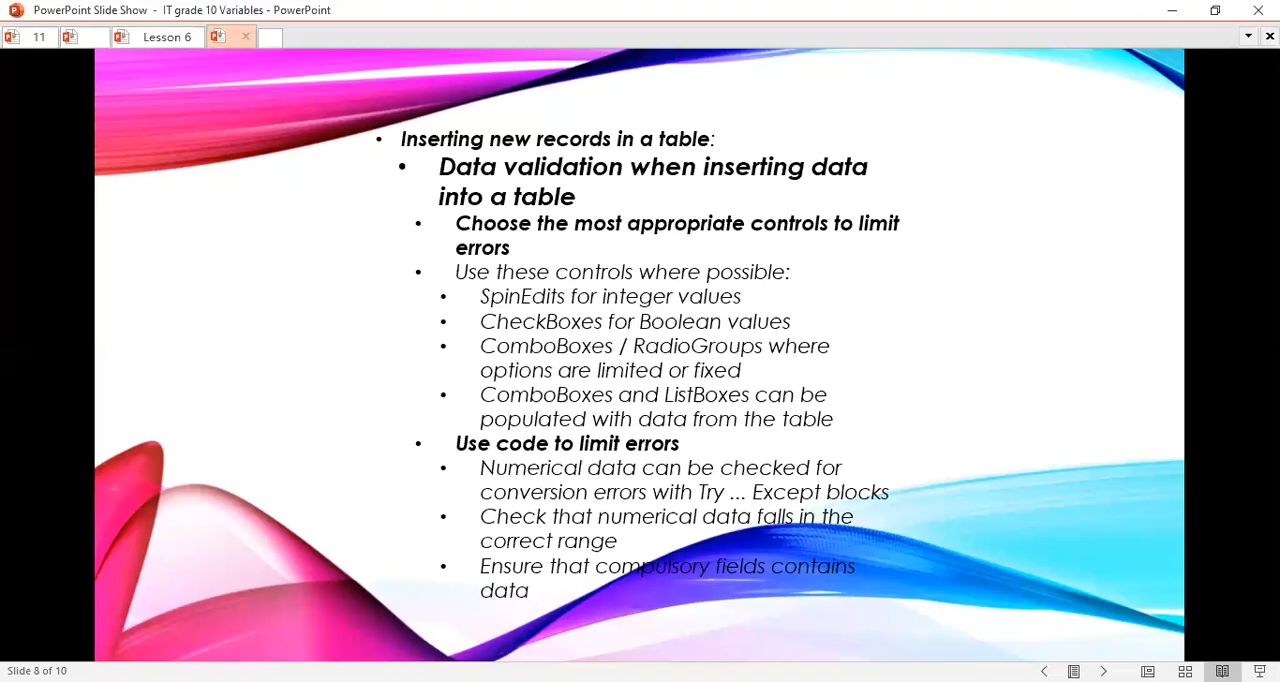 PowerPoint Slide Show - IT grade 10 Variables - PowerPoint
11
Lesson 6
• Inserting new records in a table:
• Data validation when inserting data
into a table
• Choose the most appropriate controls to limit
errors
• Use these controls where possible:
• SpinEdits for integer values
• CheckBoxes for Boolean values
• ComboBoxes / RadioGroups where
options are limited or fixed
• ComboBoxes and ListBoxes can be
populated with data from the table
• Use code to limit errors
• Numerical data can be checked for
conversion errors with Try ... Except blocks
• Check that numerical data falls in the
correct range
• Ensure that compulsory fields contains
data
Slide 8 of 10